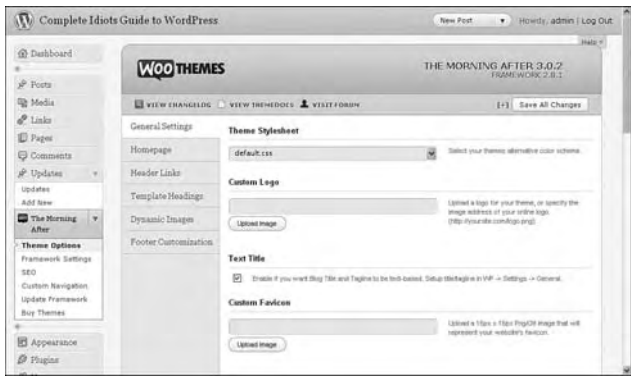 Complete Idiots Guide to WordPress
New Post
Howdy, admin | Log Out
Help
Dashboard
Posts
Media
Links
Pages
Comments
Updates
Updates
Add New
The Morning After
Theme Options
Framework Settings
SEO
Custom Navigation
Update Framework
Buy Themes
Appearance
Plugins
WOO THEMES
THE MORNING AFTER 3.0.2
FRAMEWORK 2.8.1
VIEW CHANGELOG
VIEW THEMEDOCS
VISIT FORUM
[+]
Save All Changes
General Settings
Homepage
Header Links
Template Headings
Dynamic Images
Footer Customization
Theme Stylesheet
default.css
Select your themes alternative color scheme.
Custom Logo
Upload Image
Upload a logo for your theme, or specify the
image address of your online logo.
(http://yoursite.com/logo.png)
Text Title
Enable if you want Blog Title and Tagline to be text-based. Setup title/tagline in WP -> Settings -> General.
Custom Favicon
Upload Image
Upload a 16px x 16px Png/Gif image that will
represent your website's favicon.